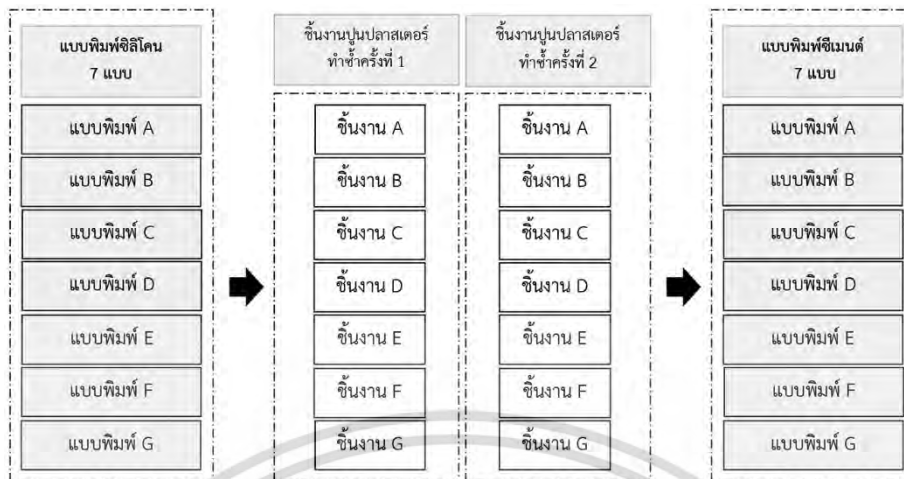 แบบพิมพ์ซิลิโคน
7 แบบ
แบบพิมพ์ A
แบบพิมพ์ B
แบบพิมพ์ C
แบบพิมพ์ D
แบบพิมพ์ E
แบบพิมพ์ F
แบบพิมพ์ G
ชิ้นงานปูนปลาสเตอร์
ทำซ้ำครั้งที่ 1
ชิ้นงาน A
ชิ้นงาน B
ชิ้นงาน C
ชิ้นงาน D
ชิ้นงาน E
ชิ้นงาน F
ชิ้นงาน G
ชิ้นงานปูนปลาสเตอร์
ทำซ้ำครั้งที่ 2
ชิ้นงาน A
ชิ้นงาน B
ชิ้นงาน C
ชิ้นงาน D
ชิ้นงาน E
ชิ้นงาน F
ชิ้นงาน G
แบบพิมพ์ซีเมนต์
7 แบบ
แบบพิมพ์ A
แบบพิมพ์ B
แบบพิมพ์ C
แบบพิมพ์ D
แบบพิมพ์ E
แบบพิมพ์ F
แบบพิมพ์ G